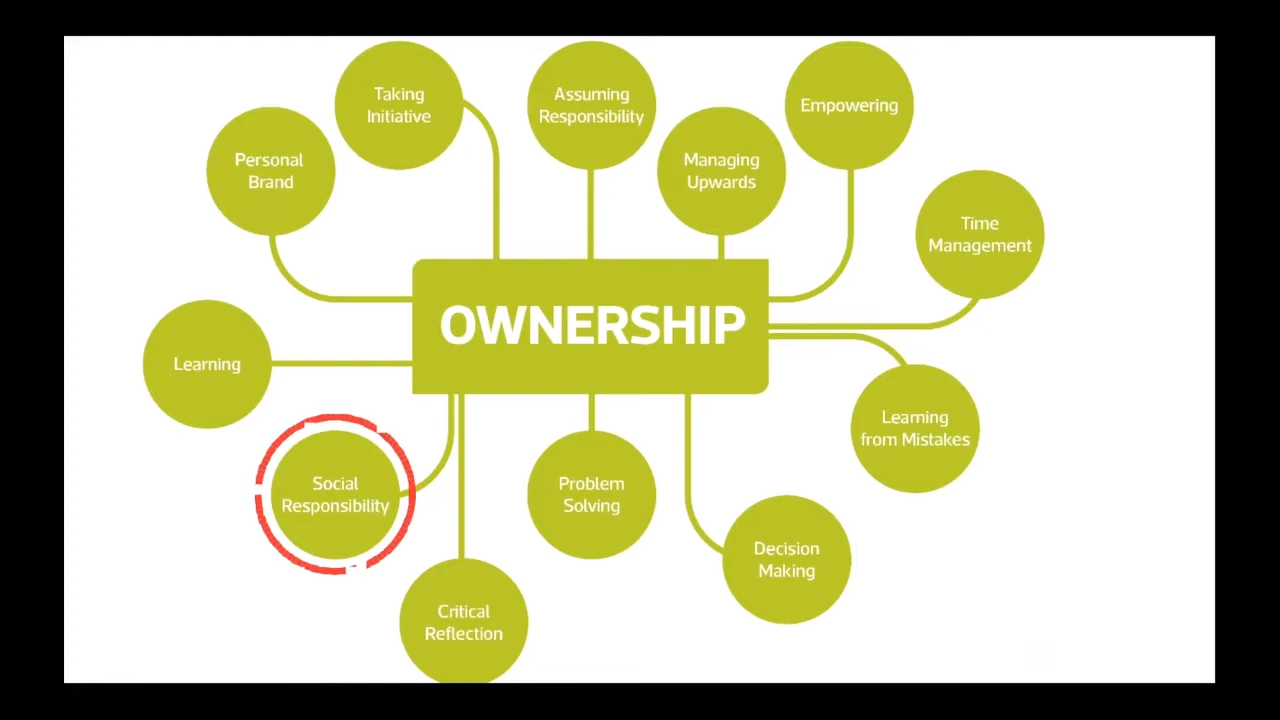 Taking
Initiative
Assuming
Responsibility
Empowering
Personal
Brand
Managing
Upwards
Time
Management
OWNERSHIP
Learning
Learning
from Mistakes
Social
Responsibility
Problem
Solving
Decision
Making
Critical
Reflection